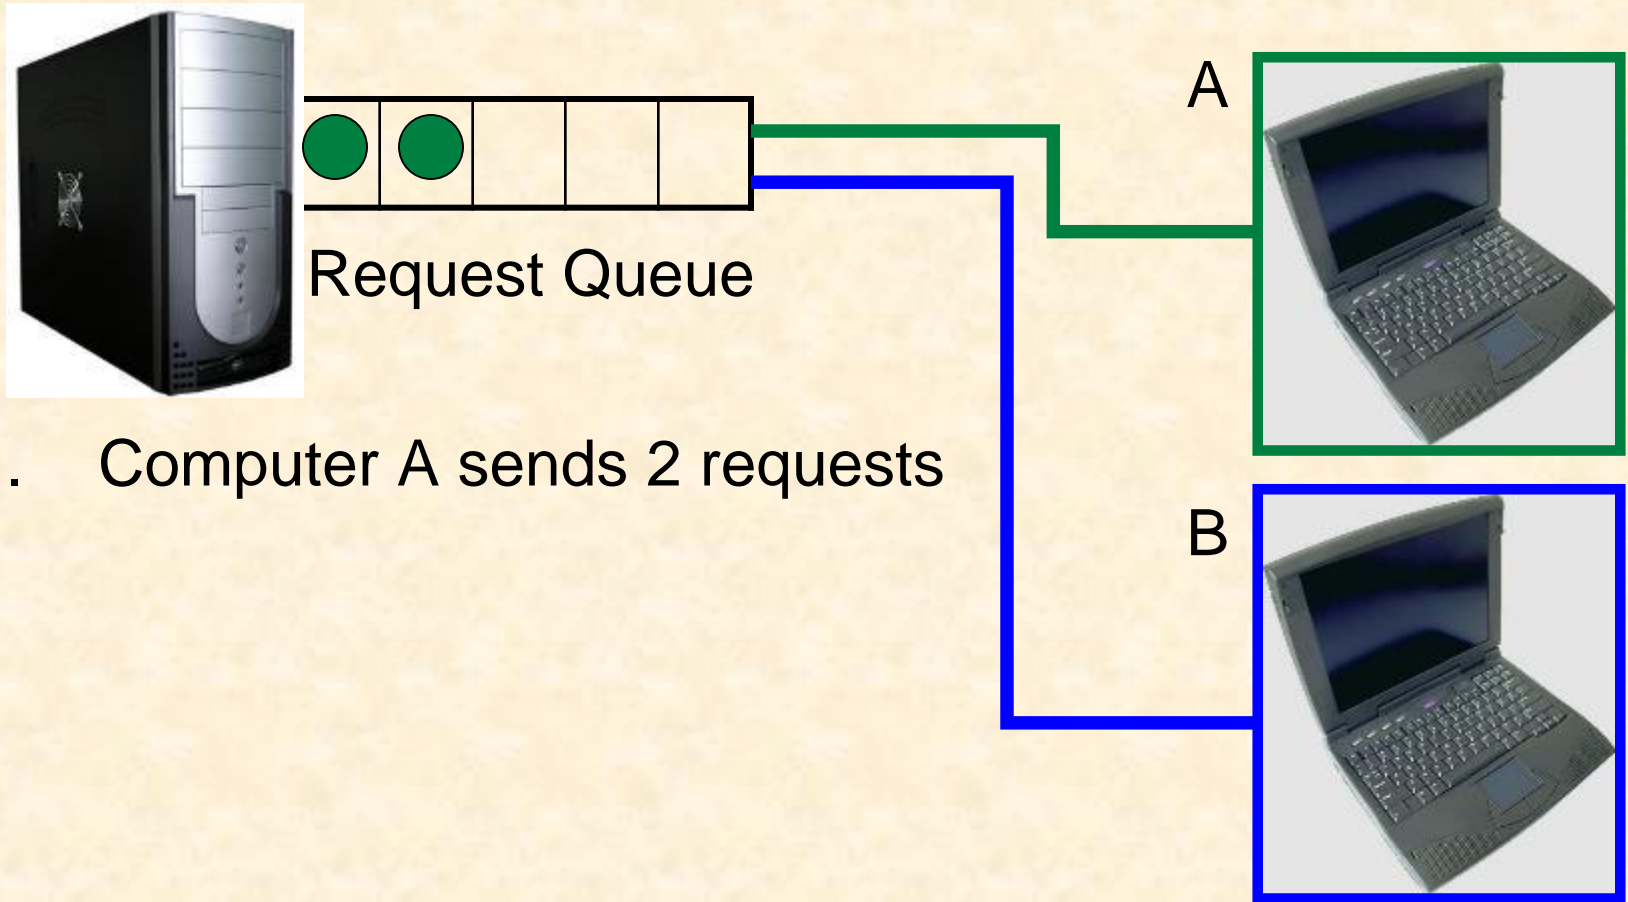 A
Request Queue
. Computer A sends 2 requests
B